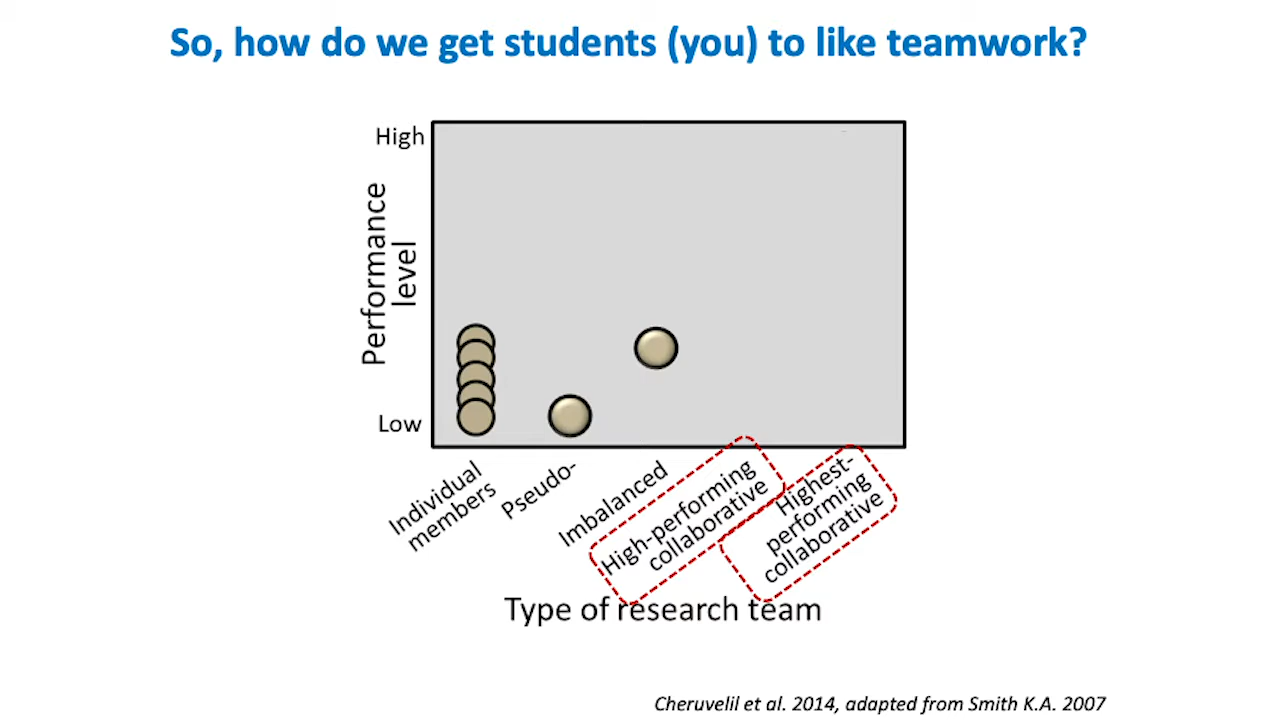 So, how do we get students (you) to like teamwork?
High
Performance
level
Low
Individual
members
Pseudo-
Imbalanced
High-performing
collaborative
Highest-
performing
collaborative
Type of research team
Cheruvelil et al. 2014, adapted from Smith K.A. 2007